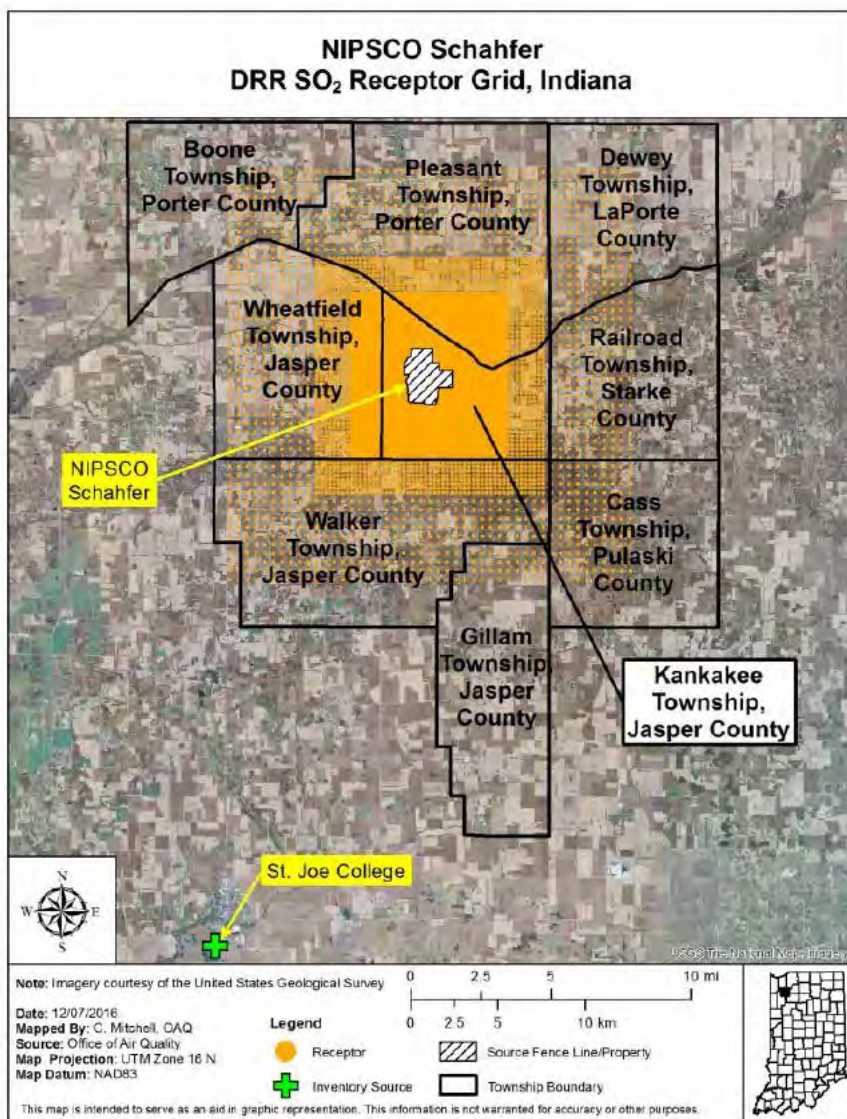 NIPSCO Schahfer
DRR SO₂ Receptor Grid, Indiana
Boone
Township,
Porter County
Pleasant
Township,
Porter County
Dewey
Township,
LaPorte
County
Wheatfield
Township,
Jasper
County
Railroad
Township,
Starke
County
NIPSCO
Schahfer
Walker
Township,
Jasper County
Cass
Township,
Pulaski
County
Gillam
Township,
Jasper
County
Kankakee
Township,
Jasper County
St. Joe College
N
W E
S
USGS The National Map: Imagery
Note: Imagery courtesy of the United States Geological Survey
Date: 12/07/2016
Mapped By: C. Mitchell, OAQ
Source: Office of Air Quality
Map Projection: UTM Zone 16 N
Map Datum: NAD83
0 2.5 5 10 mi
0 2.5 5 10 km
Legend
Receptor
Source Fence Line/Property
Inventory Source
Township Boundary
This map is intended to serve as an aid in graphic representation. This information is not warranted for accuracy or other purposes.